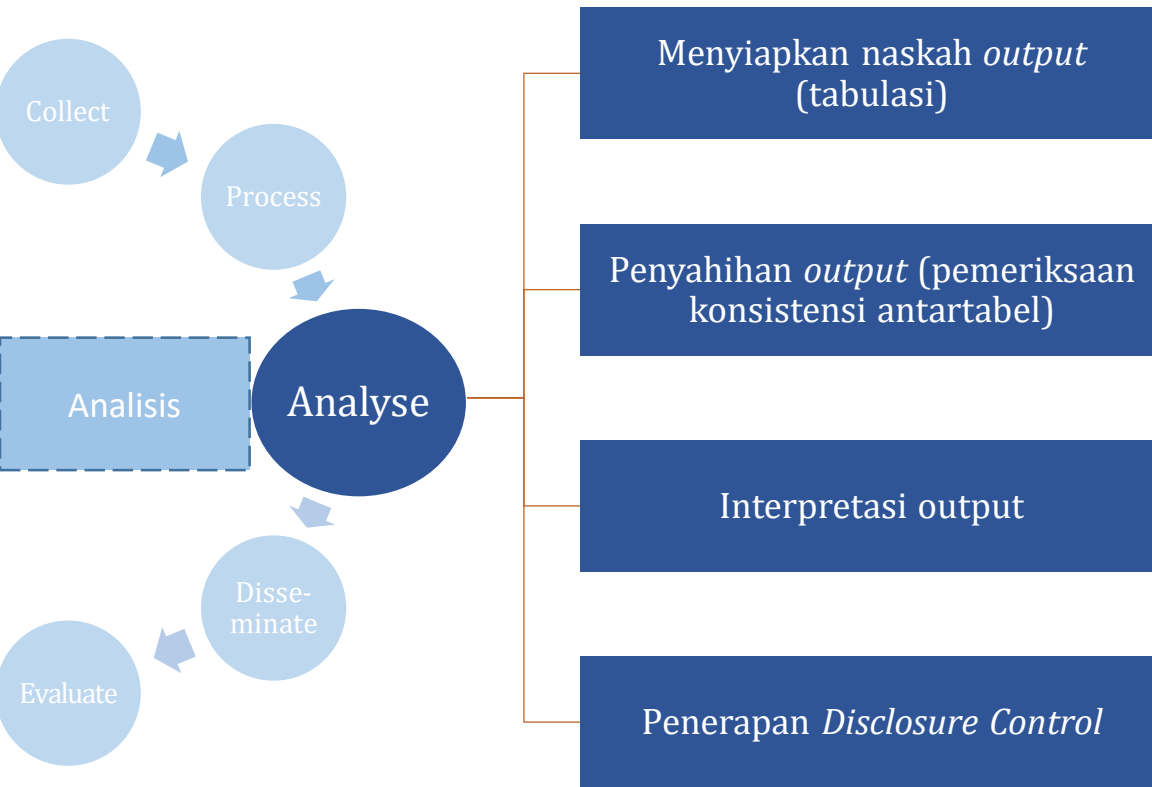 Collect
Process
Analisis
Analyse
Disse-
minate
Evaluate
Menyiapkan naskah output
(tabulasi)
Penyahihan output (pemeriksaan
konsistensi antartabel)
Interpretasi output
Penerapan Disclosure Control